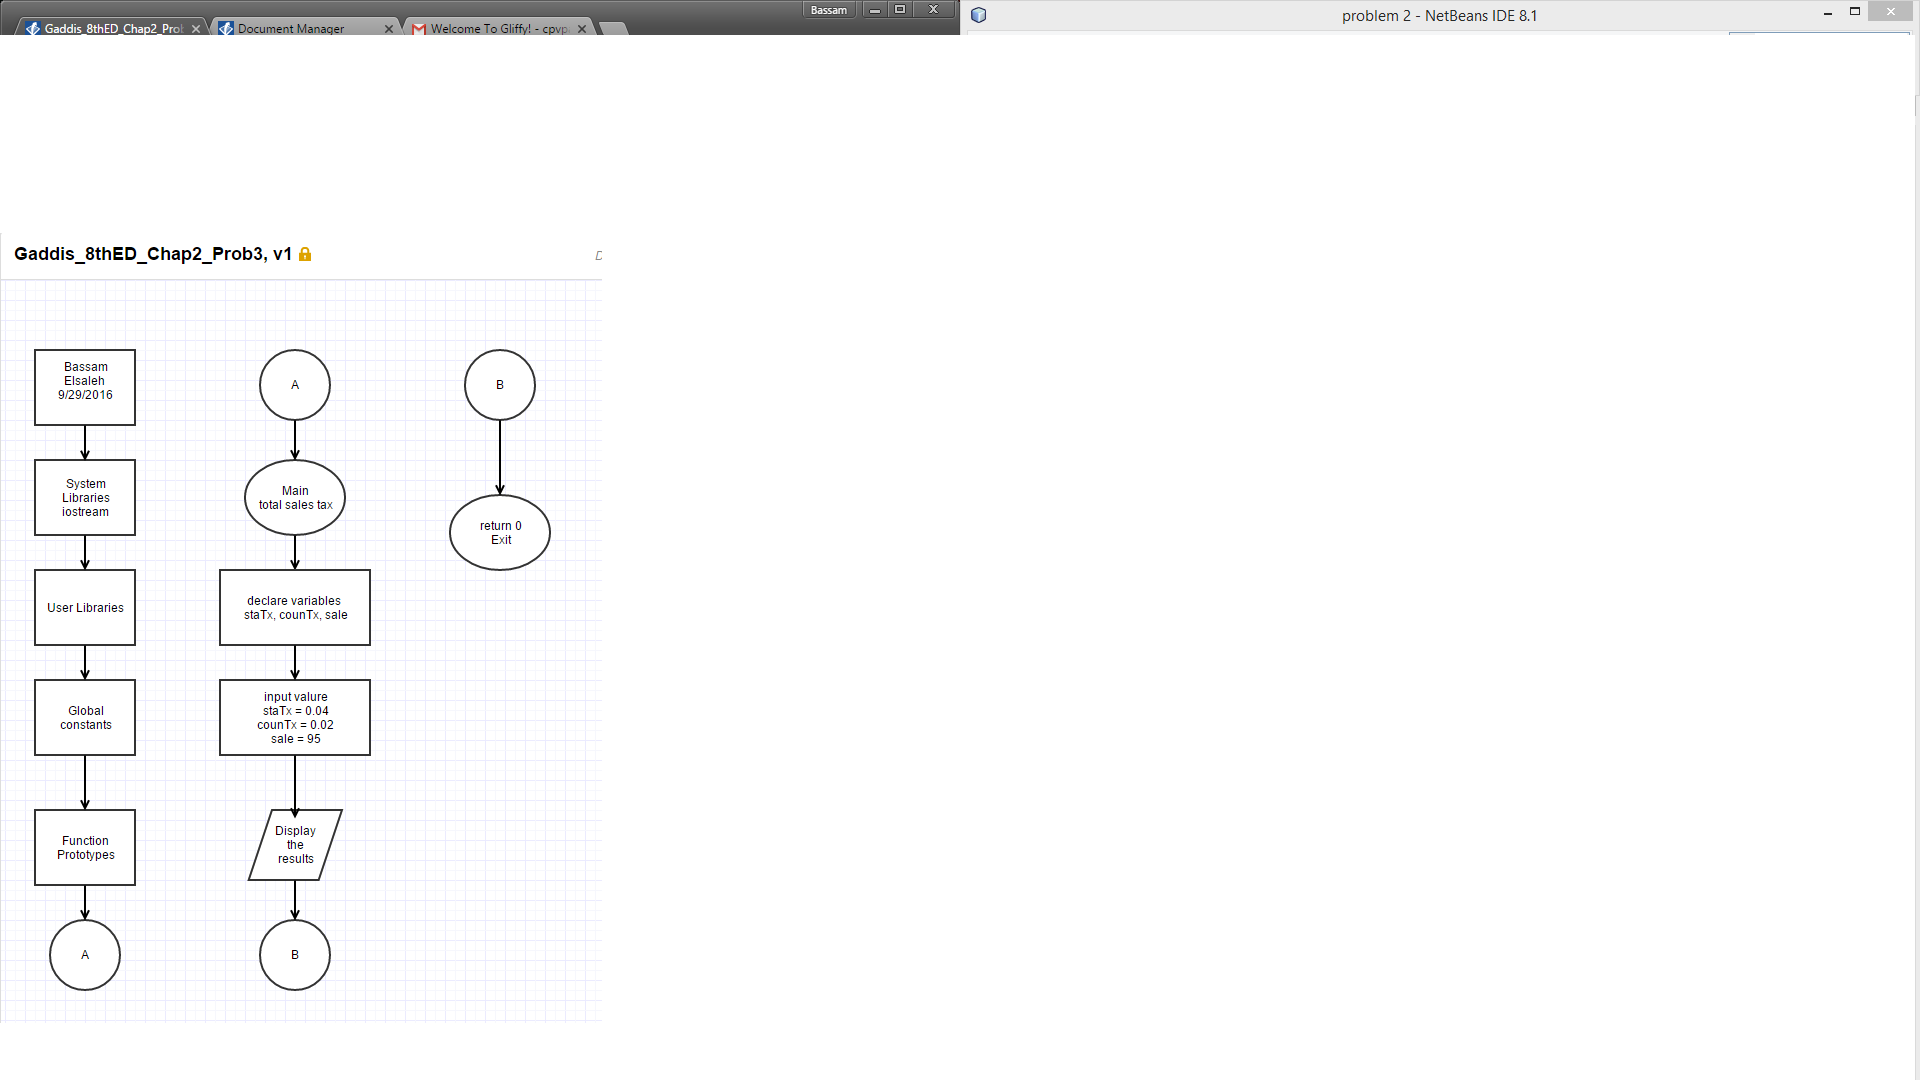 Bassam
Gaddis_8thED_Chap2_Prob
Document Manager
Welcome To Gliffy! - cpvp
problem 2 - NetBeans IDE 8.1
Gaddis_8thED_Chap2_Prob3, v1
Bassam
Elsaleh
9/29/2016
System
Libraries
iostream
User Libraries
Global
constants
Function
Prototypes
A
A
Main
total sales tax
declare variables
staTx, counTx, sale
input valure
staTx = 0.04
counTx = 0.02
sale = 95
Display
the
results
B
B
return 0
Exit